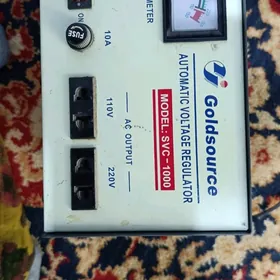 Goldsource
AUTOMATIC VOLTAGE REGULATOR
MODEL: SVC-1000
METER
ON
FUSE
10A
110V
AC OUTPUT
220V